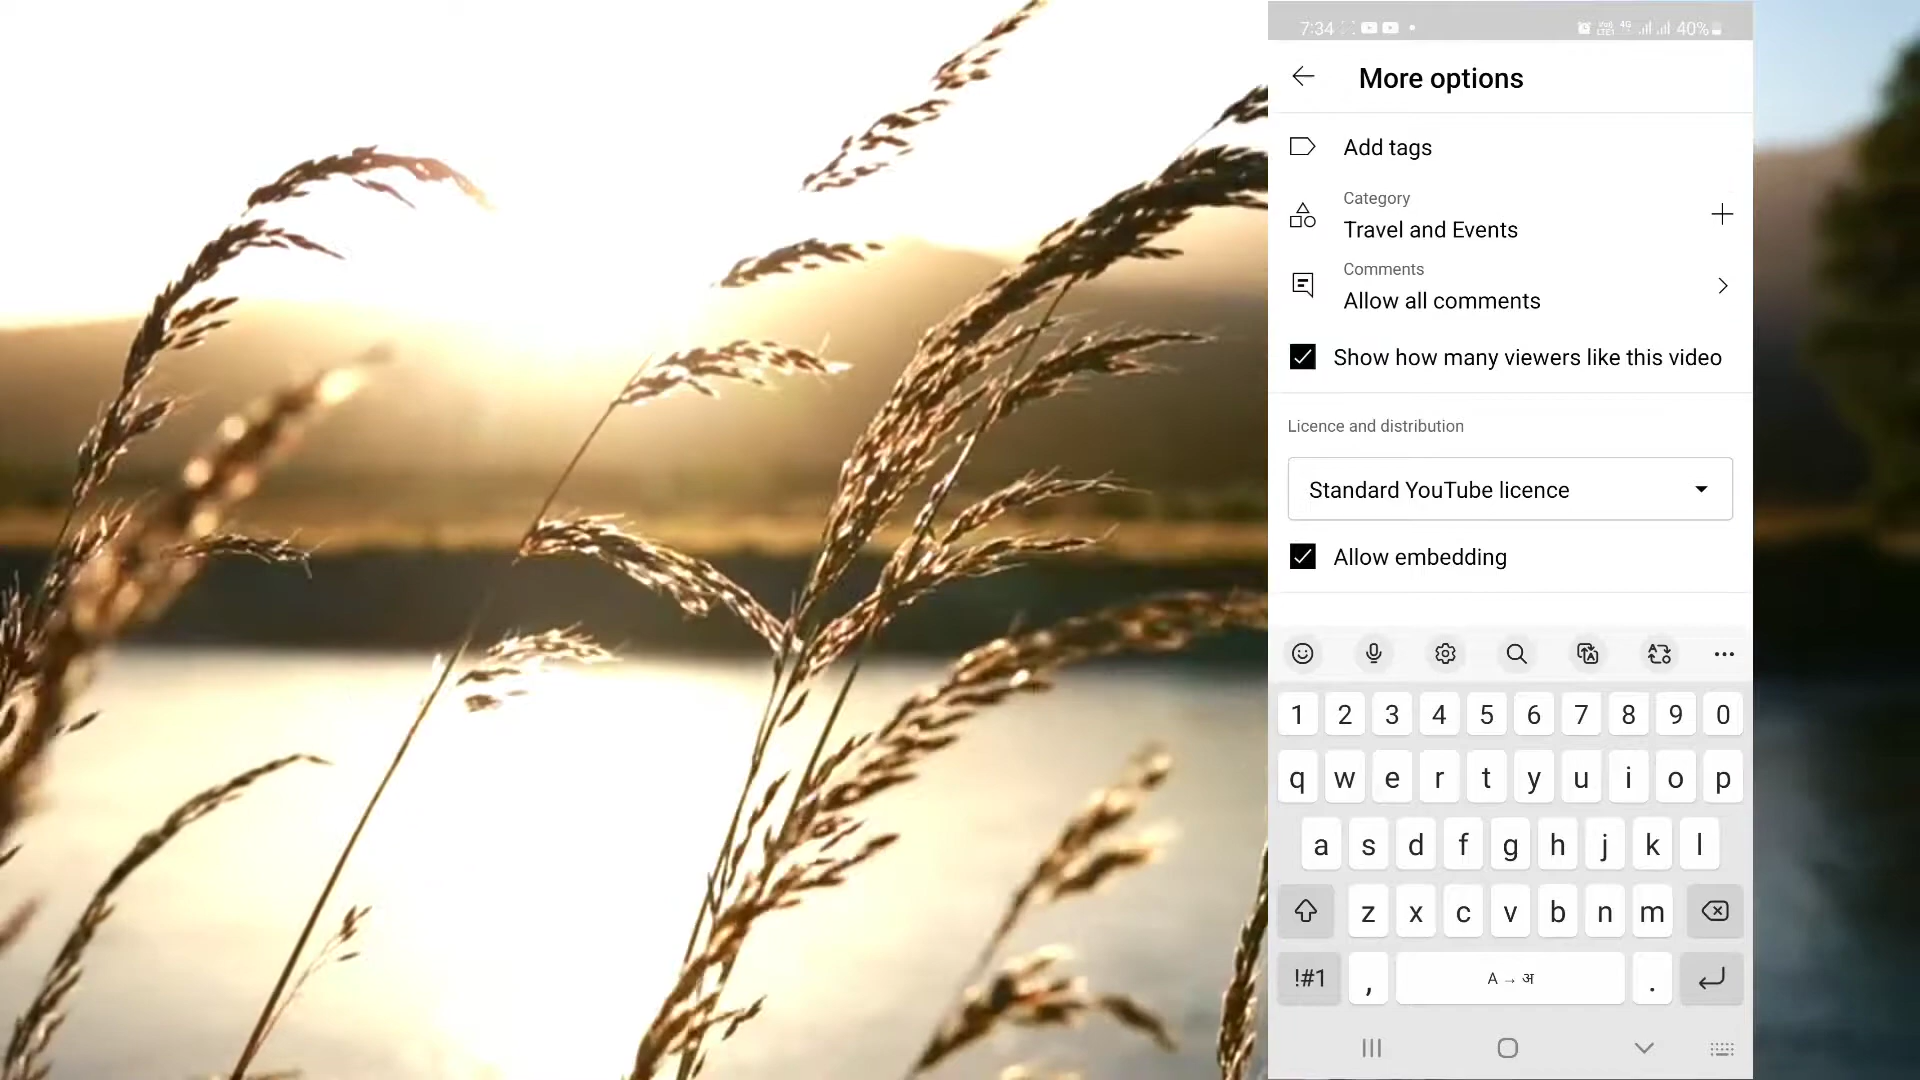 7:34
4G
40%
More options
Add tags
Category
Travel and Events
Comments
Allow all comments
Show how many viewers like this video
Licence and distribution
Standard YouTube licence
Allow embedding
1 2 3 4 5 6 7 8 9 0
q w e r t y u i o p
a s d f g h j k l
z x c v b n m
!#1 , A → अ .